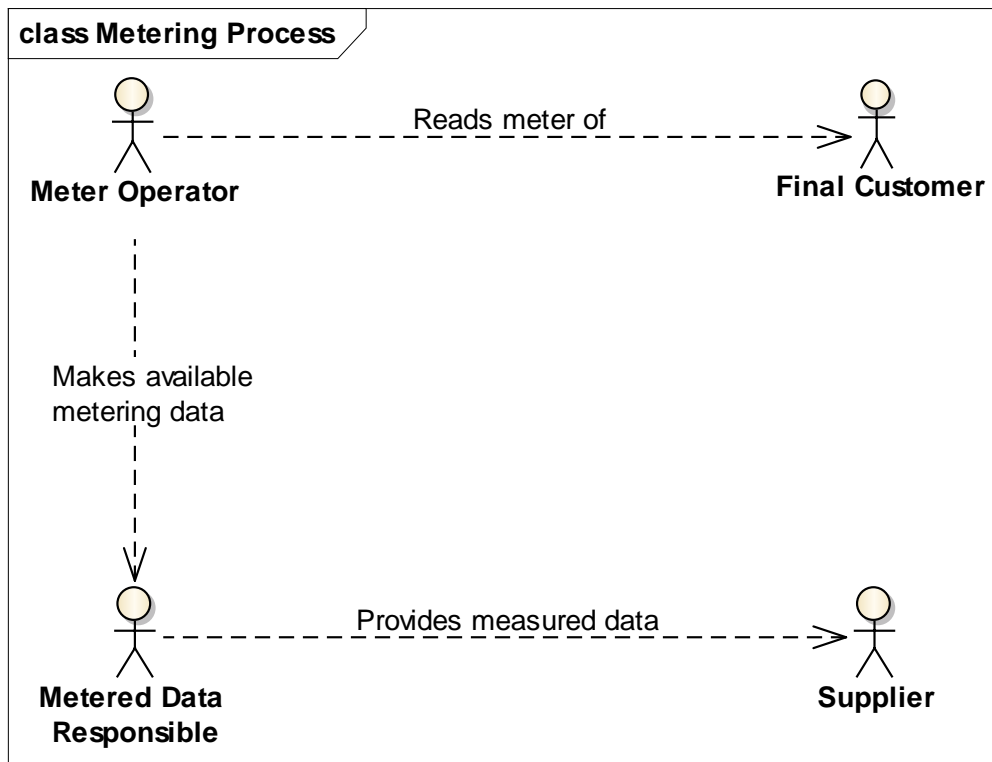 class Metering Process
Reads meter of
Meter Operator
Final Customer
Makes available
metering data
Provides measured data
Metered Data
Responsible
Supplier